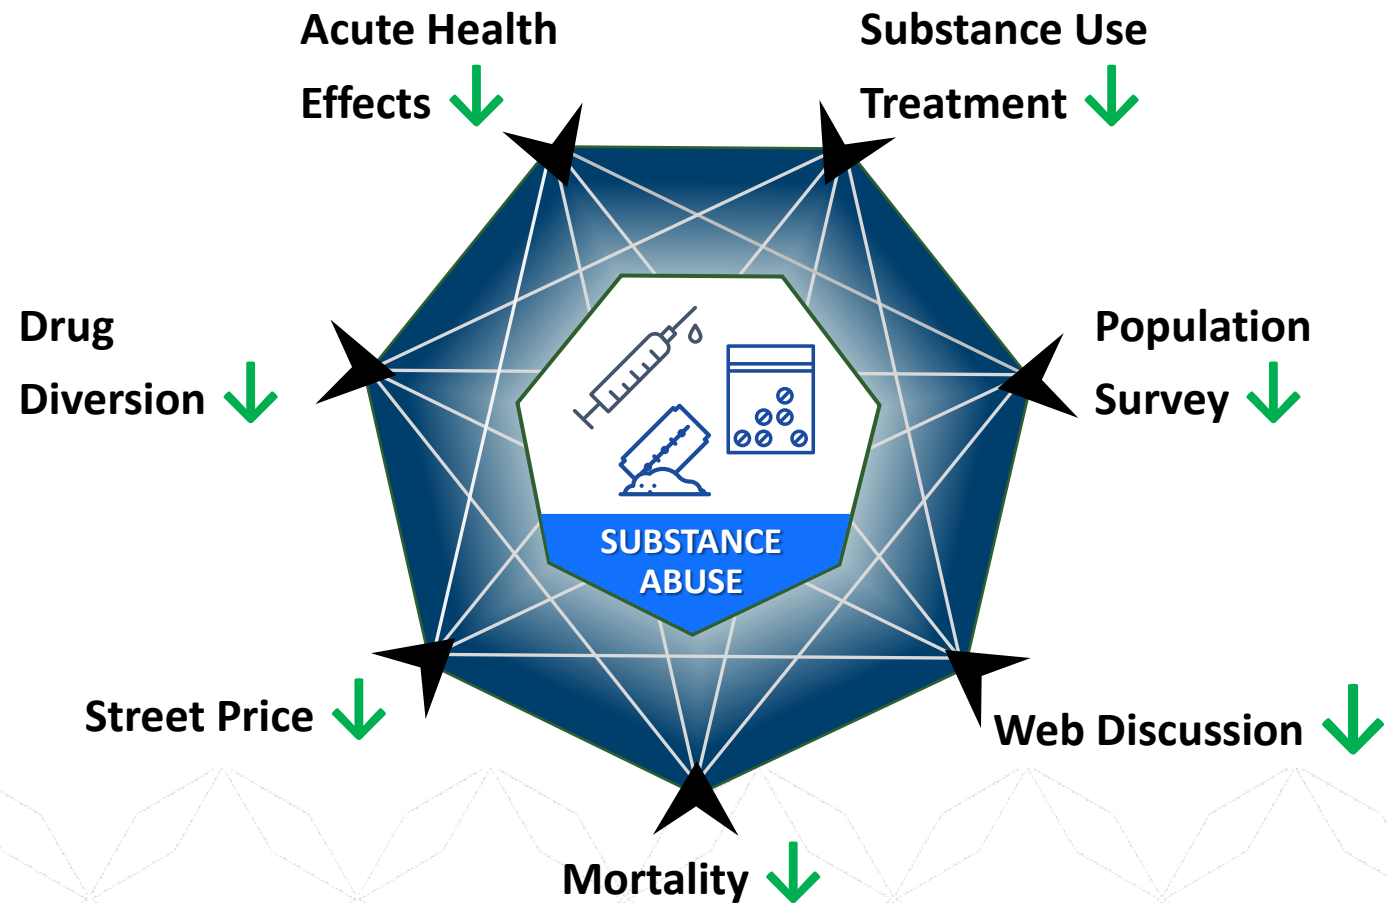 Acute Health
Effects
Substance Use
Treatment
Drug
Diversion
Population
Survey
SUBSTANCE
ABUSE
Street Price
Web Discussion
Mortality